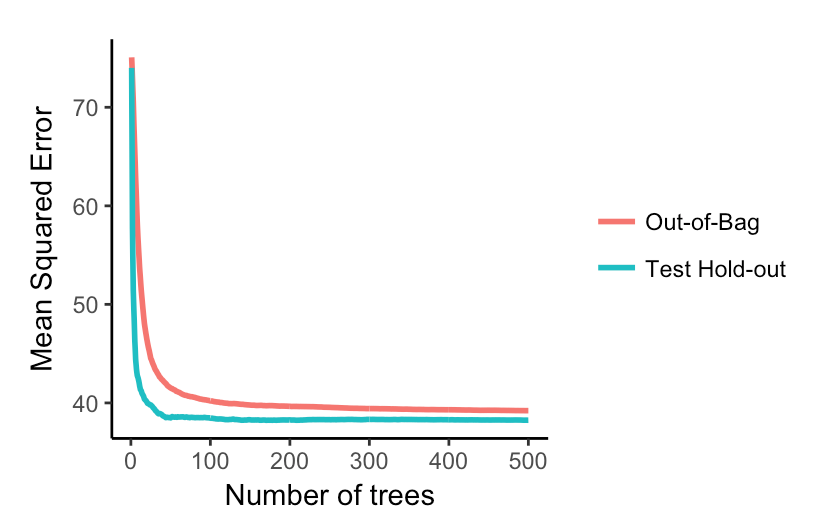 Mean Squared Error
70
60
50
40
0 100 200 300 400 500
Number of trees
Out-of-Bag
Test Hold-out